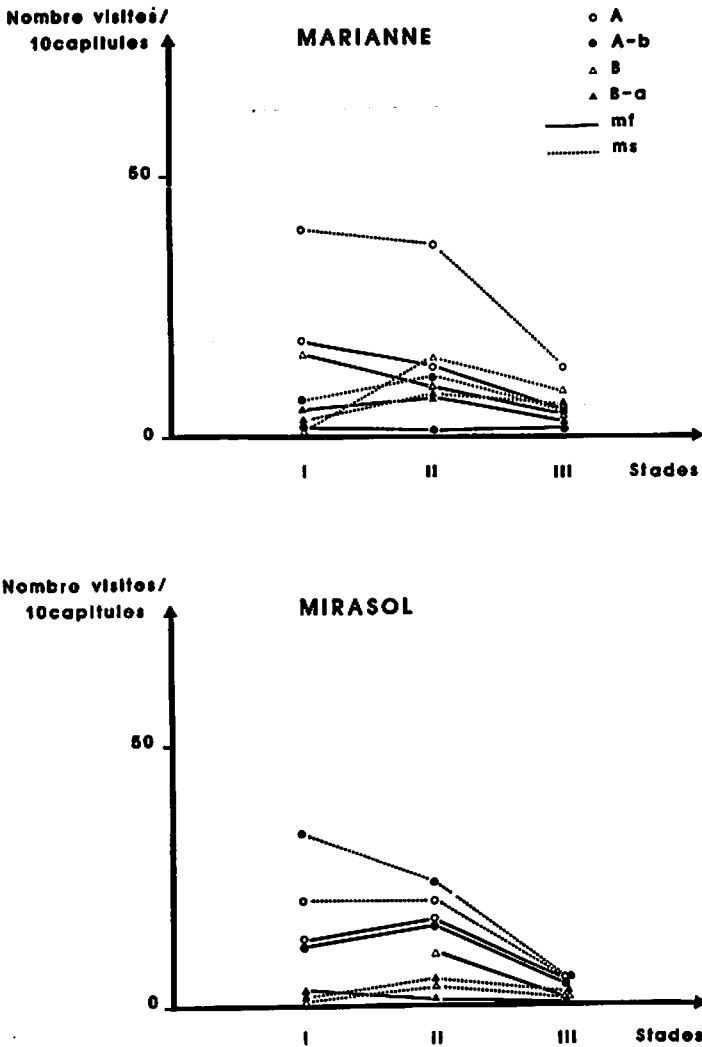 Nombre visites/
10capitules
MARIANNE
A
A-b
B
B-a
mf
ms
50
0
I
II
III
Stades
Nombre visites/
10capitules
MIRASOL
50
0
I
II
III
Stades